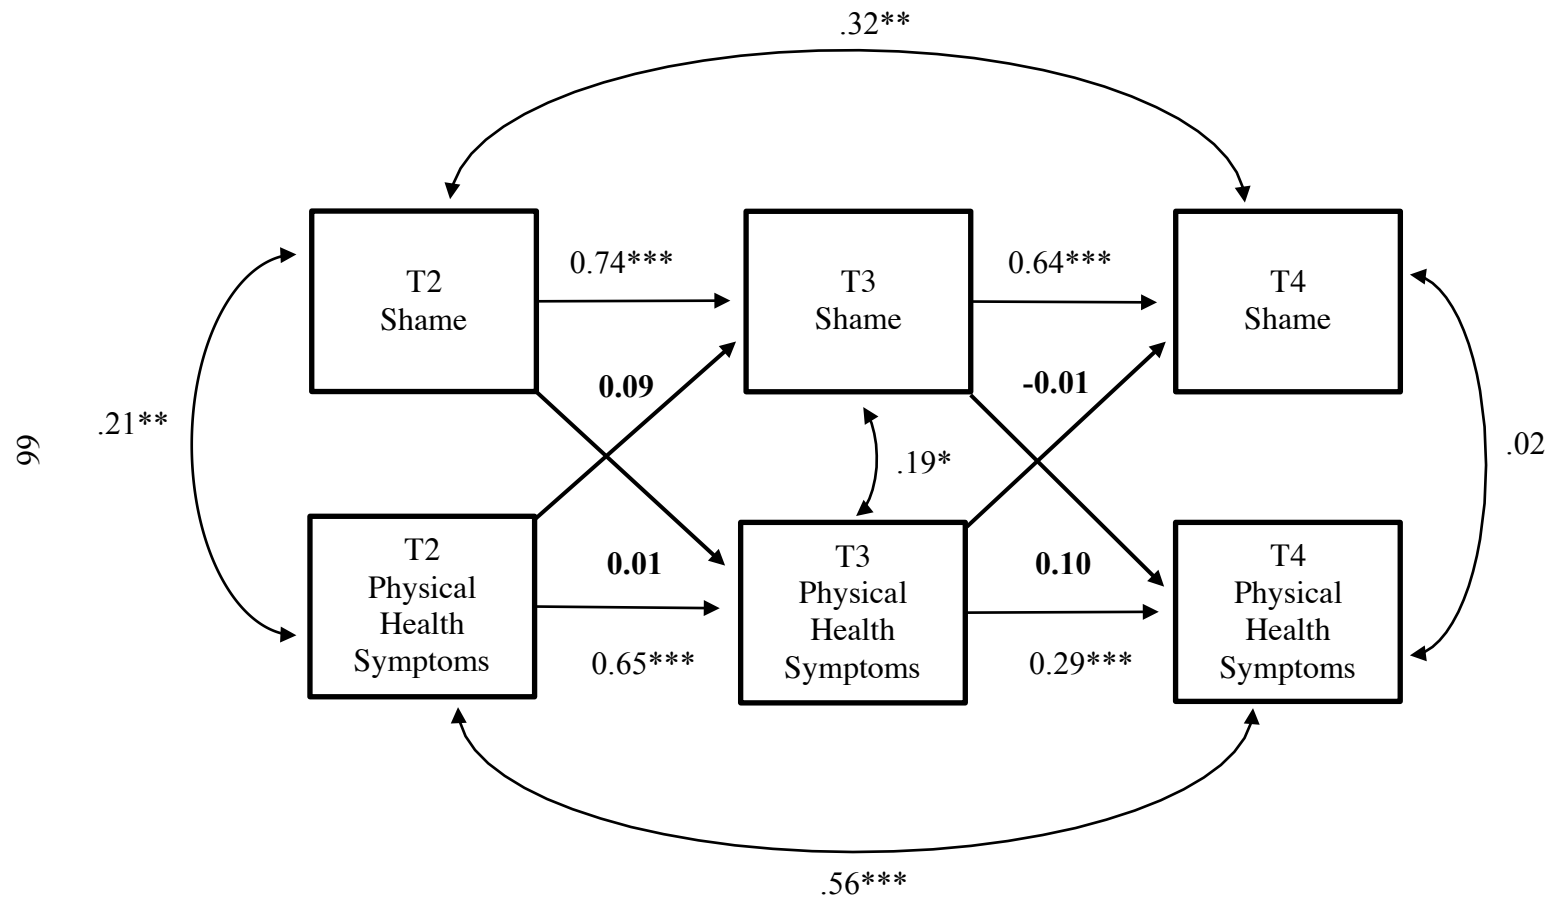 .32**
T2
Shame
0.74***
T3
Shame
0.64***
T4
Shame
0.09
-0.01
.21**
.19*
.02
99
T2
Physical
Health
Symptoms
0.01
0.65***
T3
Physical
Health
Symptoms
0.10
0.29***
T4
Physical
Health
Symptoms
.56***